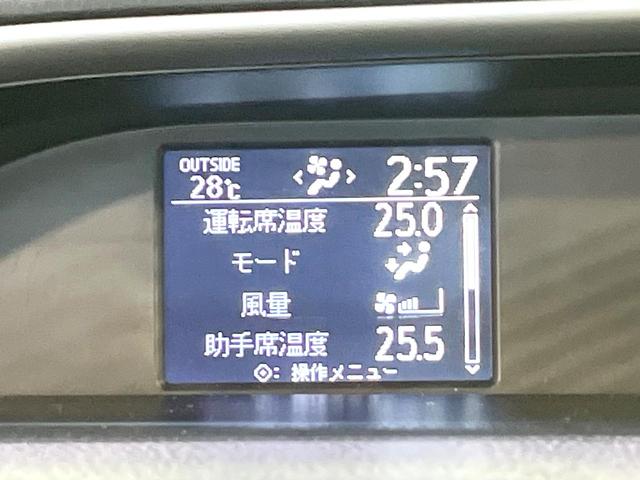 OUTSIDE
28℃ 2:57
運転席温度 25.0
モード
風量
助手席温度 25.5
: 操作メニュー